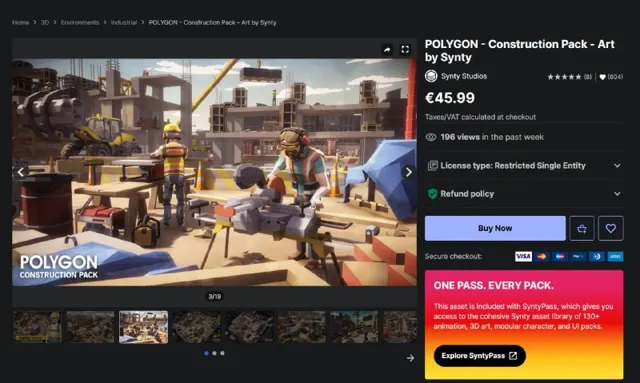 Home > 3D > Environments > Industrial > POLYGON - Construction Pack - Art by Synty
POLYGON - Construction Pack - Art
by Synty
Synty Studios
(8) | (604)
€45.99
Taxes/VAT calculated at checkout
196 views in the past week
License type: Restricted Single Entity
Refund policy
Buy Now
Secure checkout:
VISA
POLYGON
CONSTRUCTION PACK
3/19
ONE PASS. EVERY PACK.
This asset is included with SyntyPass, which gives you
access to the cohesive Synty asset library of 130+
animation, 3D art, modular character, and UI packs.
Explore SyntyPass